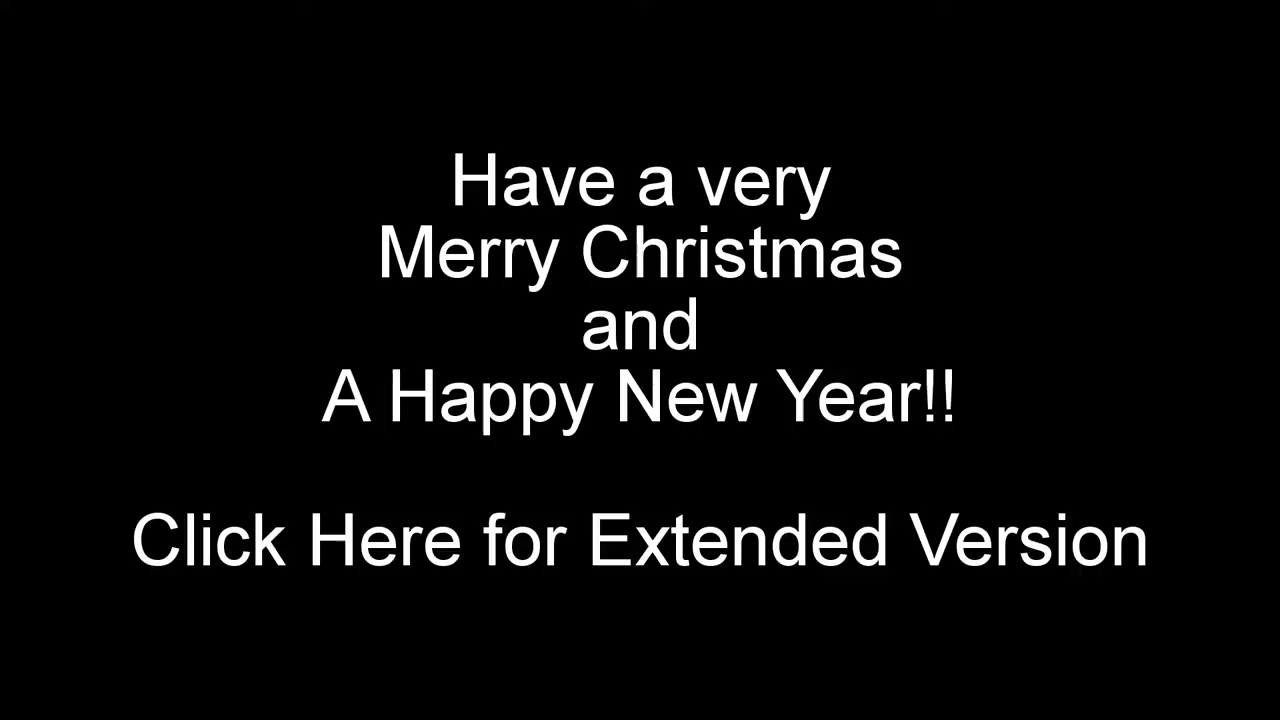 Have a very
Merry Christmas
and
A Happy New Year!!
Click Here for Extended Version